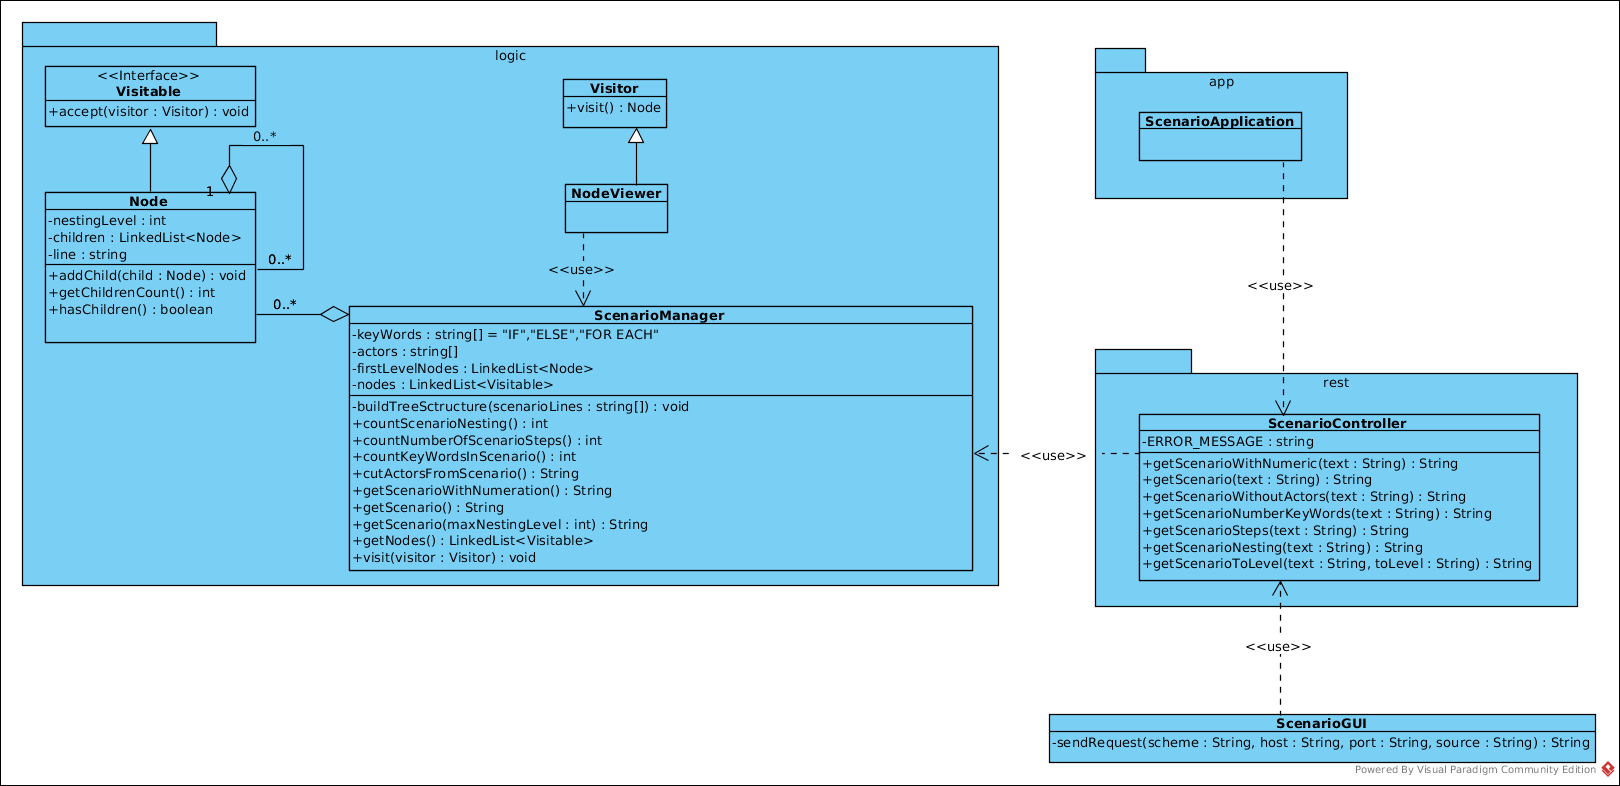 logic
<<Interface>>
Visitable
+accept(visitor : Visitor) : void
0..*
1
Node
-nestingLevel : int
-children : LinkedList<Node>
-line : string
+addChild(child : Node) : void
+getChildrenCount() : int
+hasChildren() : boolean
0..*
0..*
Visitor
+visit() : Node
NodeViewer
<<use>>
ScenarioManager
-keyWords : string[] = "IF","ELSE","FOR EACH"
-actors : string[]
-firstLevelNodes : LinkedList<Node>
-nodes : LinkedList<Visitable>
-buildTreeSctructure(scenarioLines : string[]) : void
+countScenarioNesting() : int
+countNumberOfScenarioSteps() : int
+countKeyWordsInScenario() : int
+cutActorsFromScenario() : String
+getScenarioWithNumeration() : String
+getScenario() : String
+getScenario(maxNestingLevel : int) : String
+getNodes() : LinkedList<Visitable>
+visit(visitor : Visitor) : void
app
ScenarioApplication
<<use>>
rest
ScenarioController
-ERROR_MESSAGE : string
+getScenarioWithNumeric(text : String) : String
+getScenario(text : String) : String
+getScenarioWithoutActors(text : String) : String
+getScenarioNumberKeyWords(text : String) : String
+getScenarioSteps(text : String) : String
+getScenarioNesting(text : String) : String
+getScenarioToLevel(text : String, toLevel : String) : String
<<use>>
<<use>>
ScenarioGUI
-sendRequest(scheme : String, host : String, port : String, source : String) : String
Powered By Visual Paradigm Community Edition